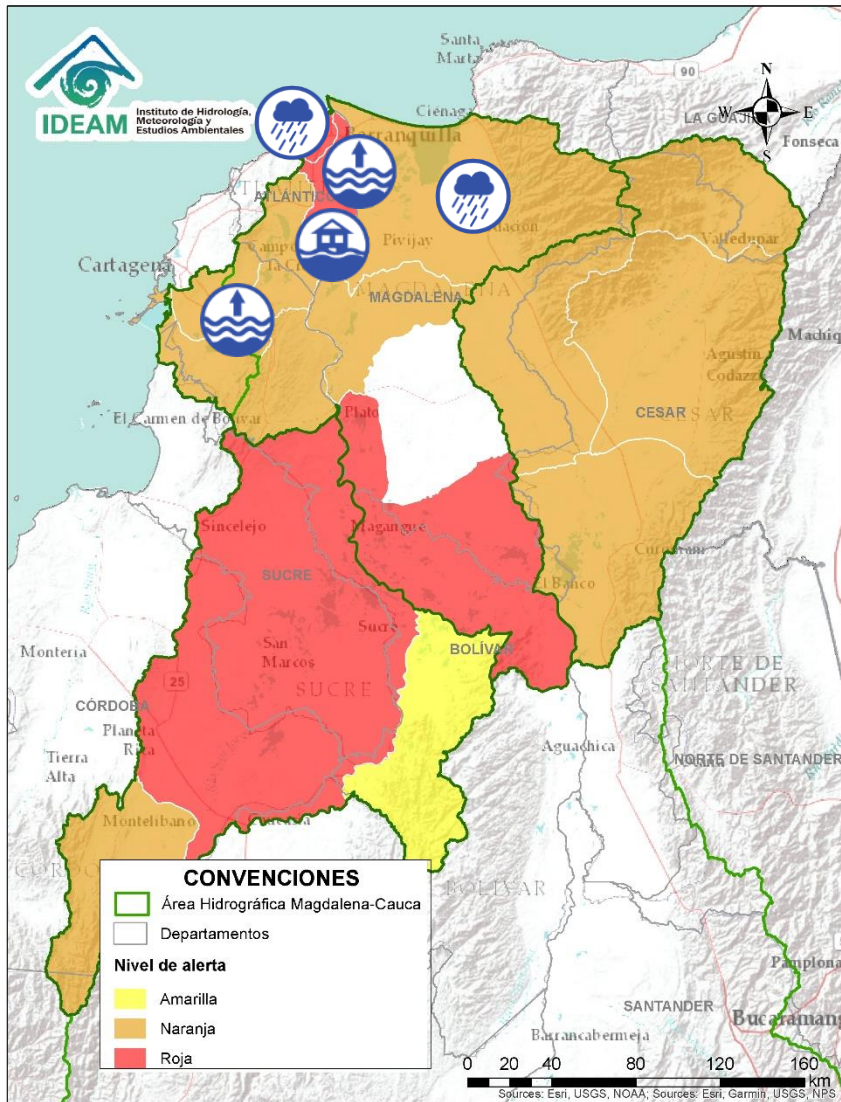 IDEAM
Instituto de Hidrología,
Meteorología y
Estudios Ambientales
Santa
Marta
90
N
W
E
S
LA GUAJI
Fonseca
Ciénaga
Barranquilla
ATLÁNTICO
Pivijay
Valledupar
Cartagena
MAGDALENA
Machiq
Agustín
Codazzi
CESAR
CESAR
El Carmen de Bolívar
Plato
Sincelejo
Magangué
SUCRE
El Banco
Sucre
San
Marcos
BOLÍVAR
Montería
25
SUCRE
NORTE DE
SANTANDER
CÓRDOBA
Planeta
Rica
Aguachica
NORTE DE SANTANDER
Tierra
Alta
Montelíbano
BOLÍVAR
CONVENCIONES
Área Hidrográfica Magdalena-Cauca
Departamentos
Nivel de alerta
Amarilla
Naranja
Roja
Pamplona
SANTANDER
Bucaramang
Barrancabermeja
0 20 40 80 120 160
km
Sources: Esri, USGS, NOAA; Sources: Esri, Garmin, USGS, NPS